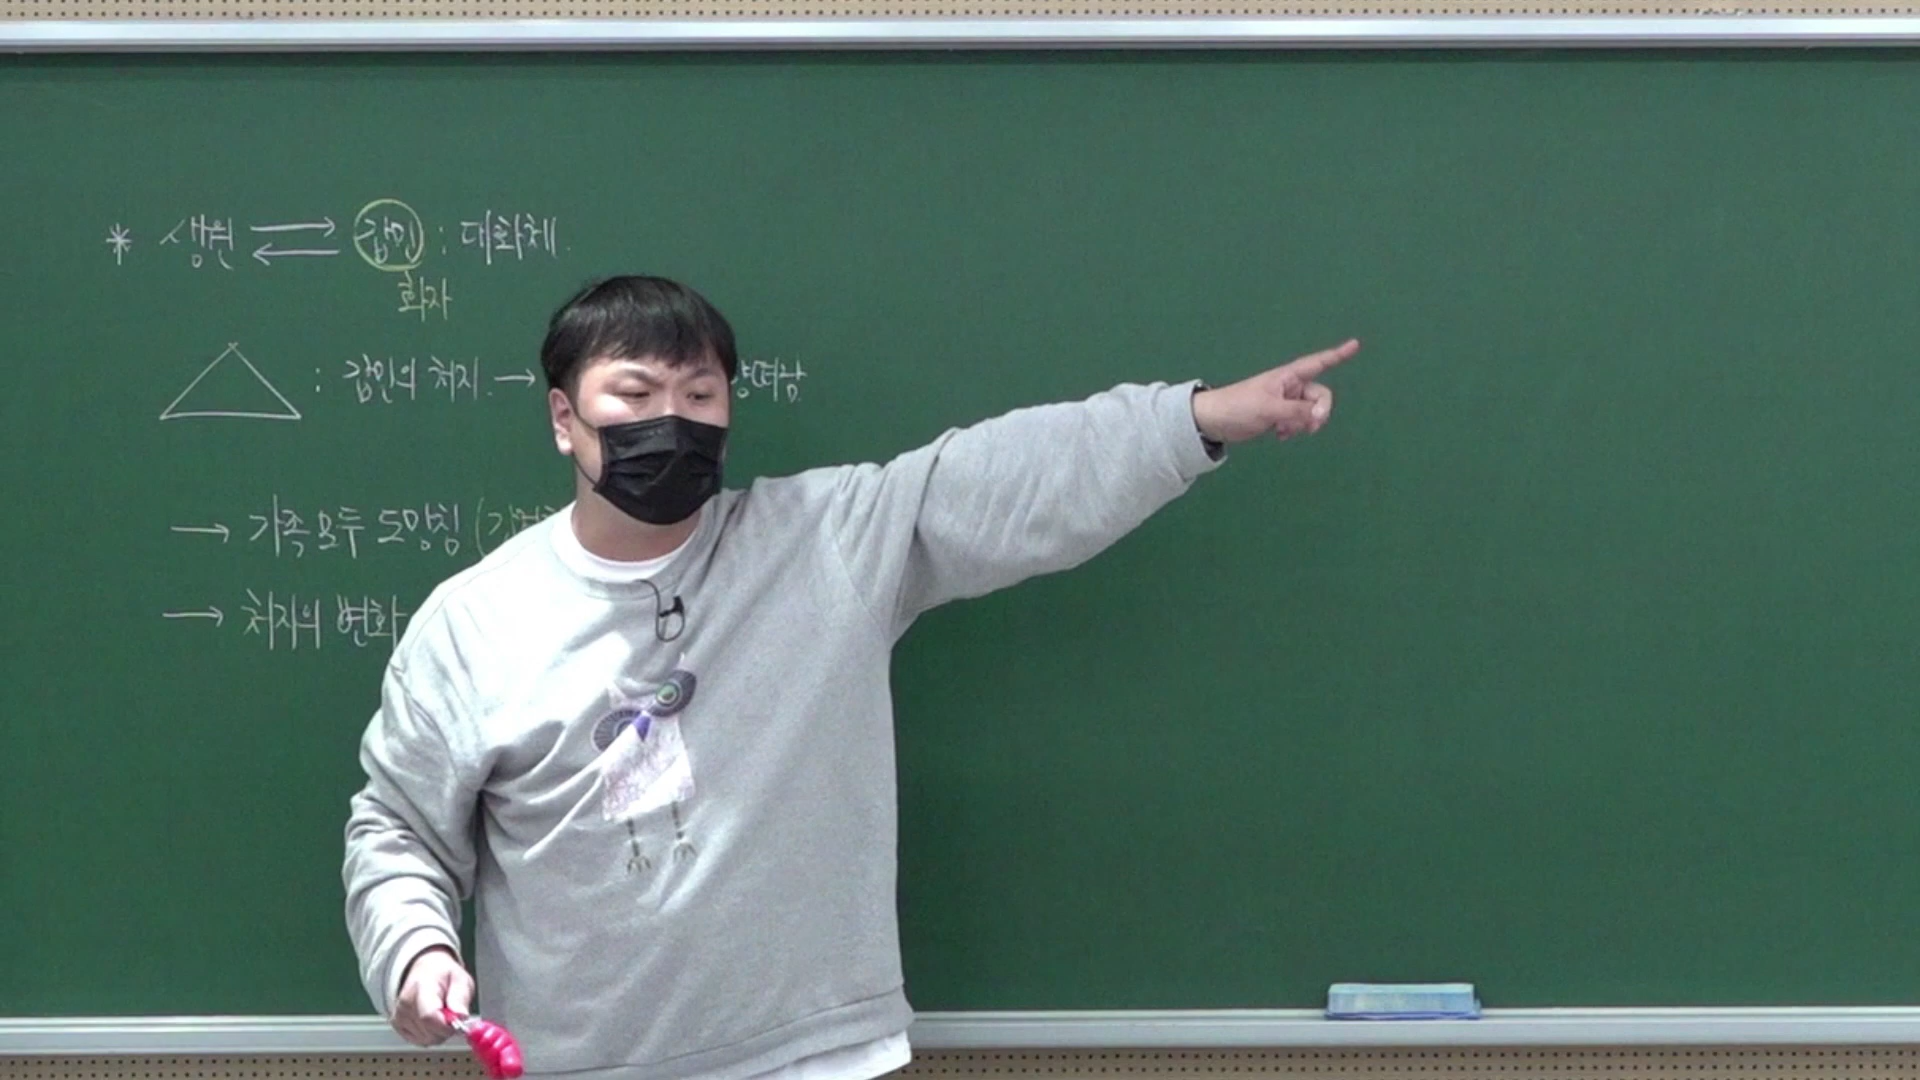 * 생원 ⇄ 갑민 : 대화체.
화자
△ : 갑민의 처지. →
→ 가족 모두 도망침 (
→ 처지의 변화